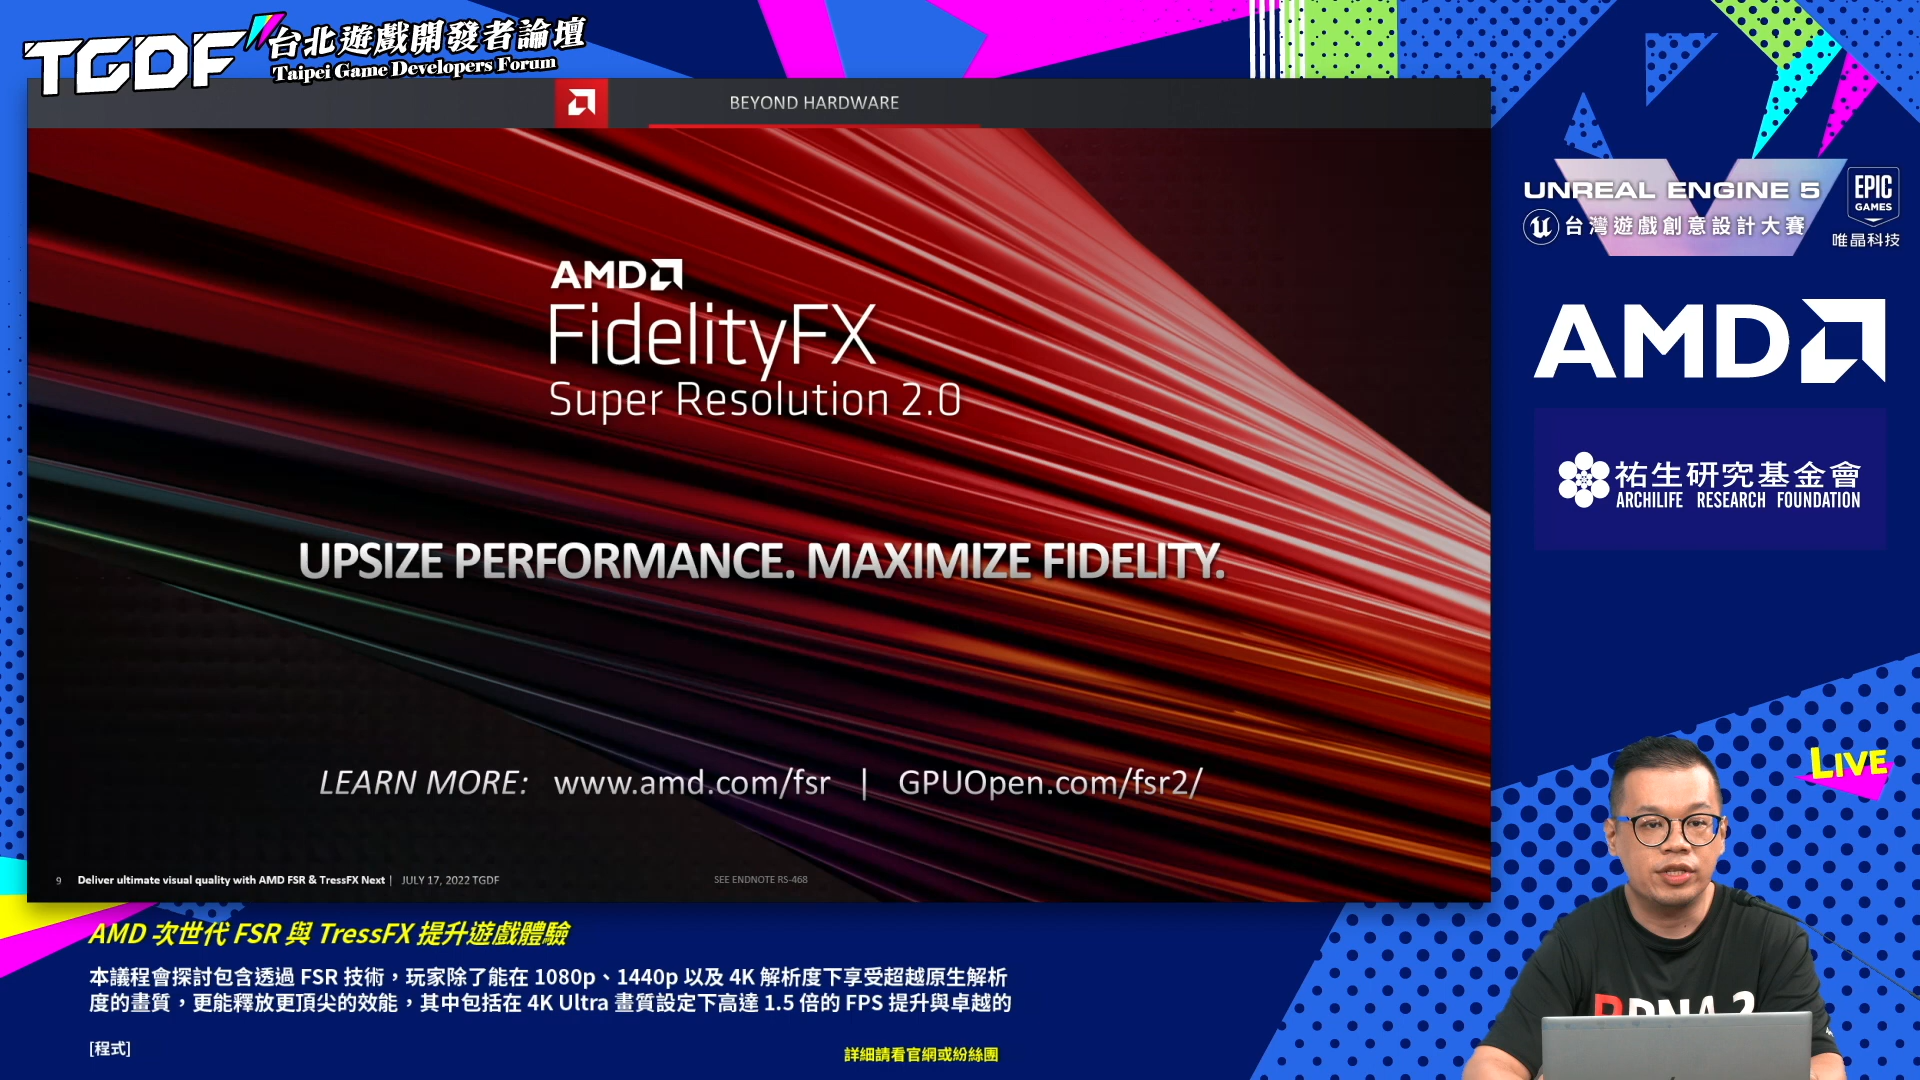 TGDF 台北遊戲開發者論壇
Taipei Game Developers Forum
BEYOND HARDWARE
AMD
FidelityFX
Super Resolution 2.0
UPSIZE PERFORMANCE. MAXIMIZE FIDELITY.
LEARN MORE: www.amd.com/fsr | GPUOpen.com/fsr2/
9 Deliver ultimate visual quality with AMD FSR & TressFX Next | JULY 17, 2022 TGDF SEE ENDNOTE RS-468
UNREAL ENGINE 5
台灣遊戲創意設計大賽
EPIC
GAMES
唯晶科技
AMD
祐生研究基金會
ARCHILIFE RESEARCH FOUNDATION
LIVE
AMD 次世代 FSR 與 TressFX 提升遊戲體驗
本議程會探討包含透過 FSR 技術，玩家除了能在 1080p、1440p 以及 4K 解析度下享受超越原生解析
度的畫質，更能釋放更頂尖的效能，其中包括在 4K Ultra 畫質設定下高達 1.5 倍的 FPS 提升與卓越的
[程式]
詳細請看官網或紛絲團